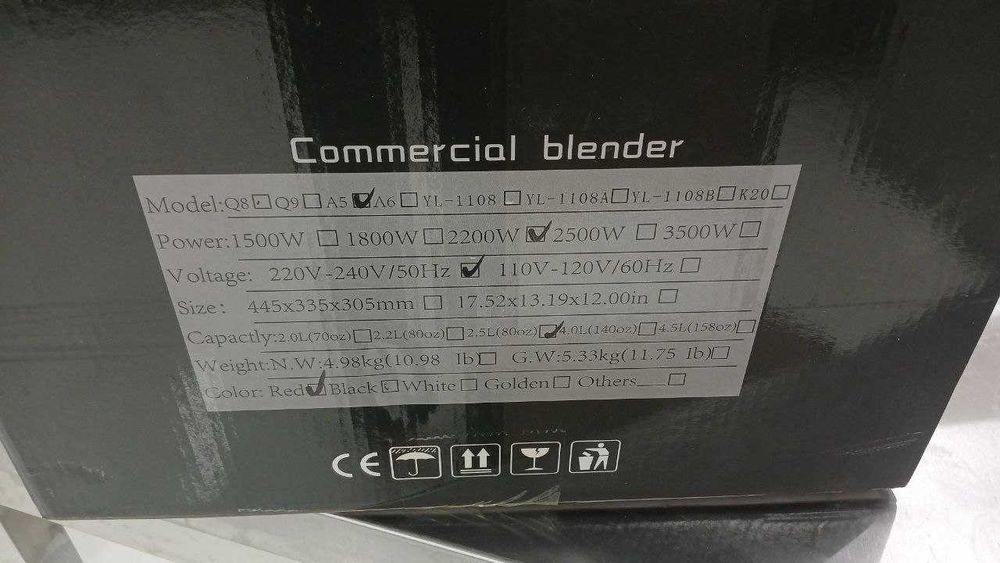 Commercial blender
Model:Q8☐ Q9☐ A5☑ A6☐ YL-1108☐ YL-1108A☐ YL-1108B☐ K20☐
Power:1500W ☐ 1800W ☐ 2200W ☑ 2500W ☐ 3500W ☐
Voltage: 220V-240V/50Hz ☑ 110V-120V/60Hz ☐
Size: 445x335x305mm ☐ 17.52x13.19x12.00in ☐
Capactly:2.0L(70oz)☐ 2.2L(80oz)☐ 2.5L(80oz)☑ 4.0L(140oz)☐ 4.5L(158oz)☐
Weight:N.W:4.98kg(10.98 lb)☐ G.W:5.33kg(11.75 lb)☐
Color: Red☑ Black☐ White☐ Golden☐ Others___☐
CE